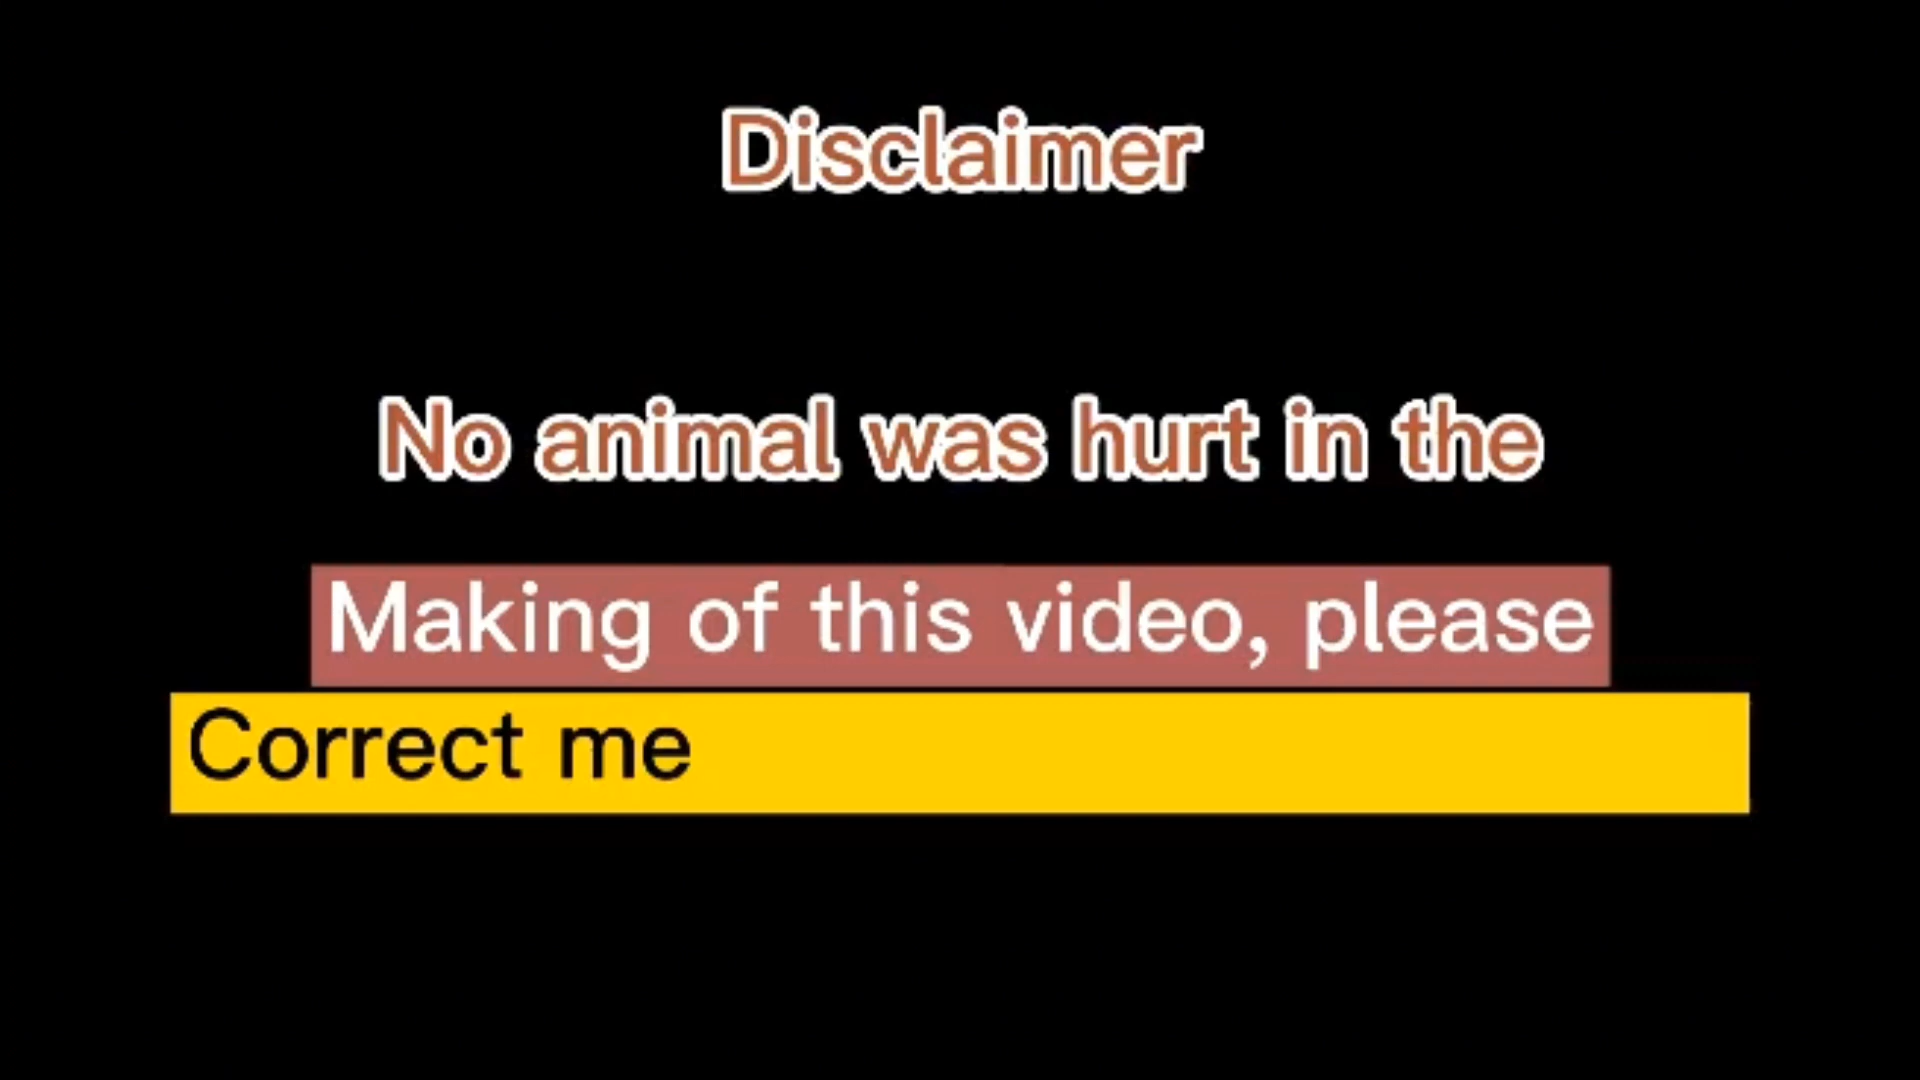 Disclaimer
No animal was hurt in the
Making of this video, please
Correct me